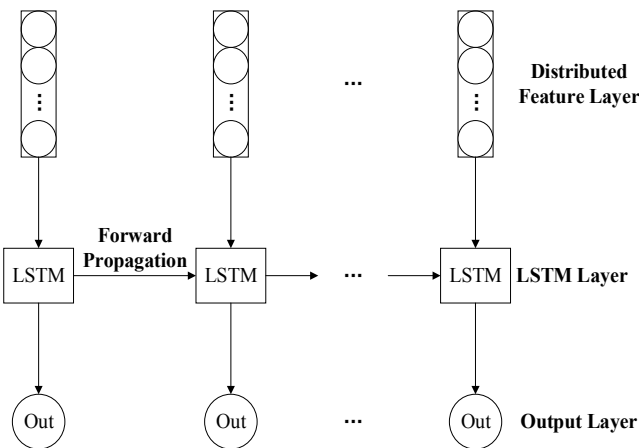 ...
Distributed
Feature Layer
... ... ...
Forward
Propagation
LSTM LSTM ... LSTM LSTM Layer
Out Out ... Out Output Layer